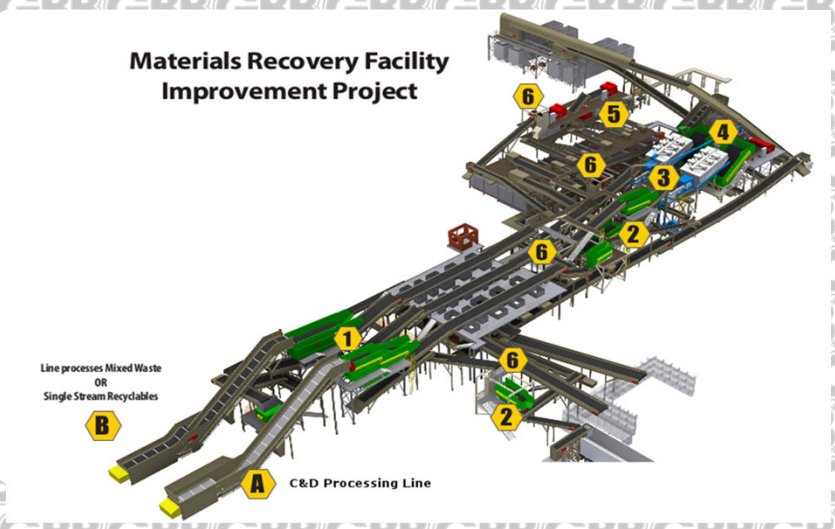 Materials Recovery Facility
Improvement Project
6
5
4
6
3
2
6
1
6
2
Line processes Mixed Waste
OR
Single Stream Recyclables
B
A
C&D Processing Line